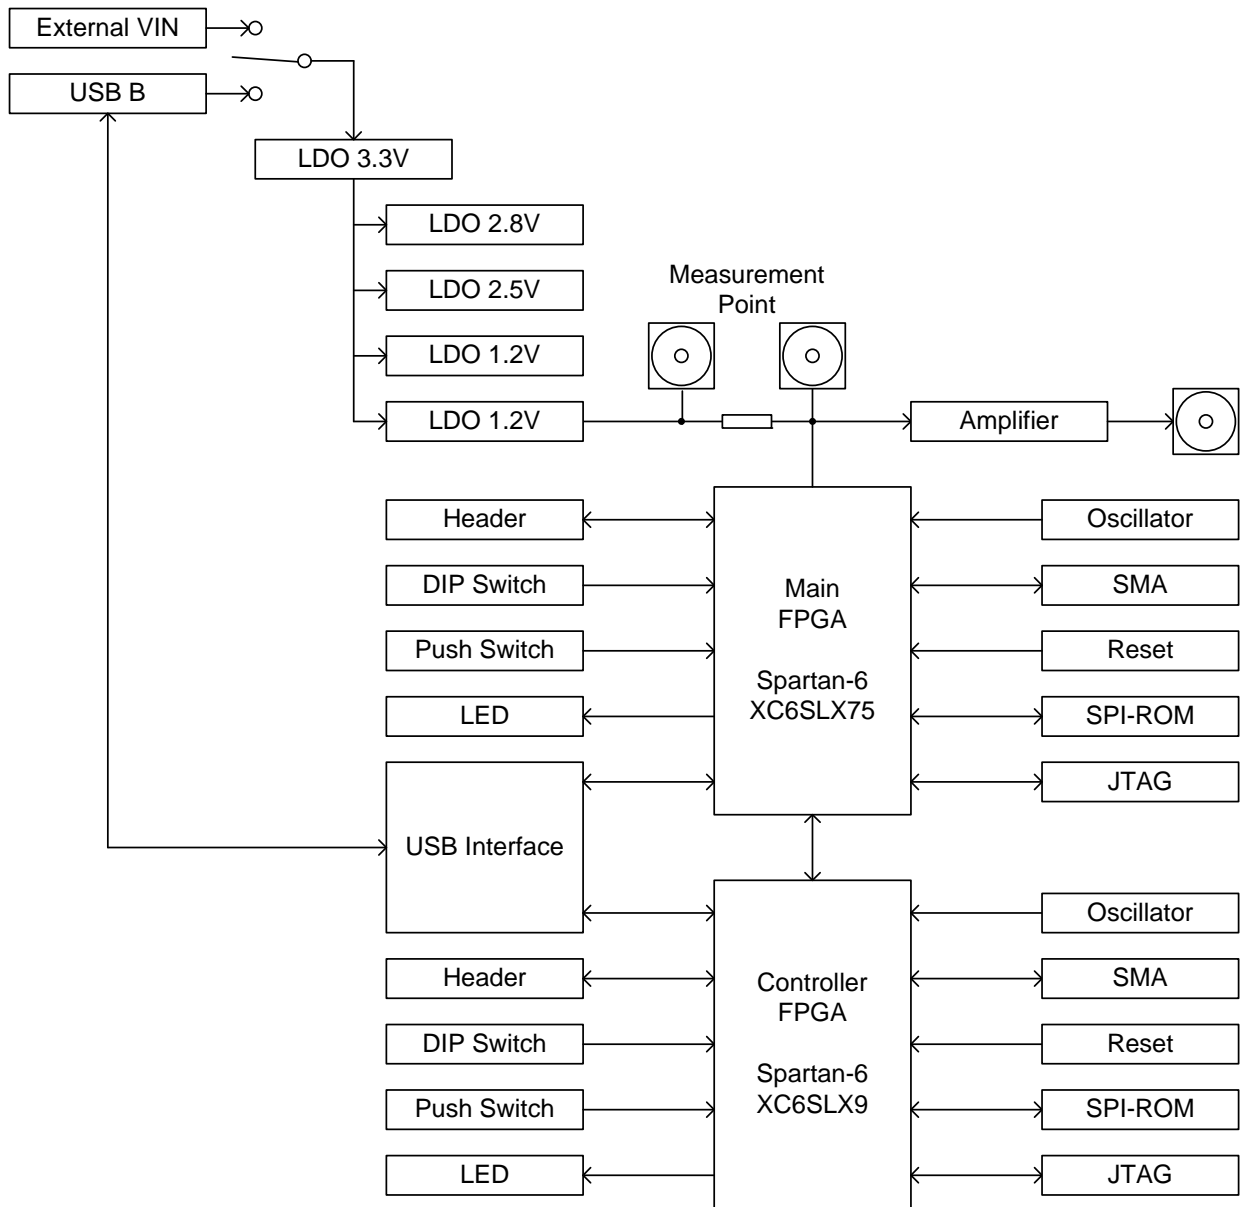 External VIN
USB B
LDO 3.3V
LDO 2.8V
LDO 2.5V
LDO 1.2V
LDO 1.2V
Measurement
Point
Amplifier
Header
DIP Switch
Push Switch
LED
USB Interface
Main
FPGA
Spartan-6
XC6SLX75
Oscillator
SMA
Reset
SPI-ROM
JTAG
Header
DIP Switch
Push Switch
LED
Controller
FPGA
Spartan-6
XC6SLX9
Oscillator
SMA
Reset
SPI-ROM
JTAG